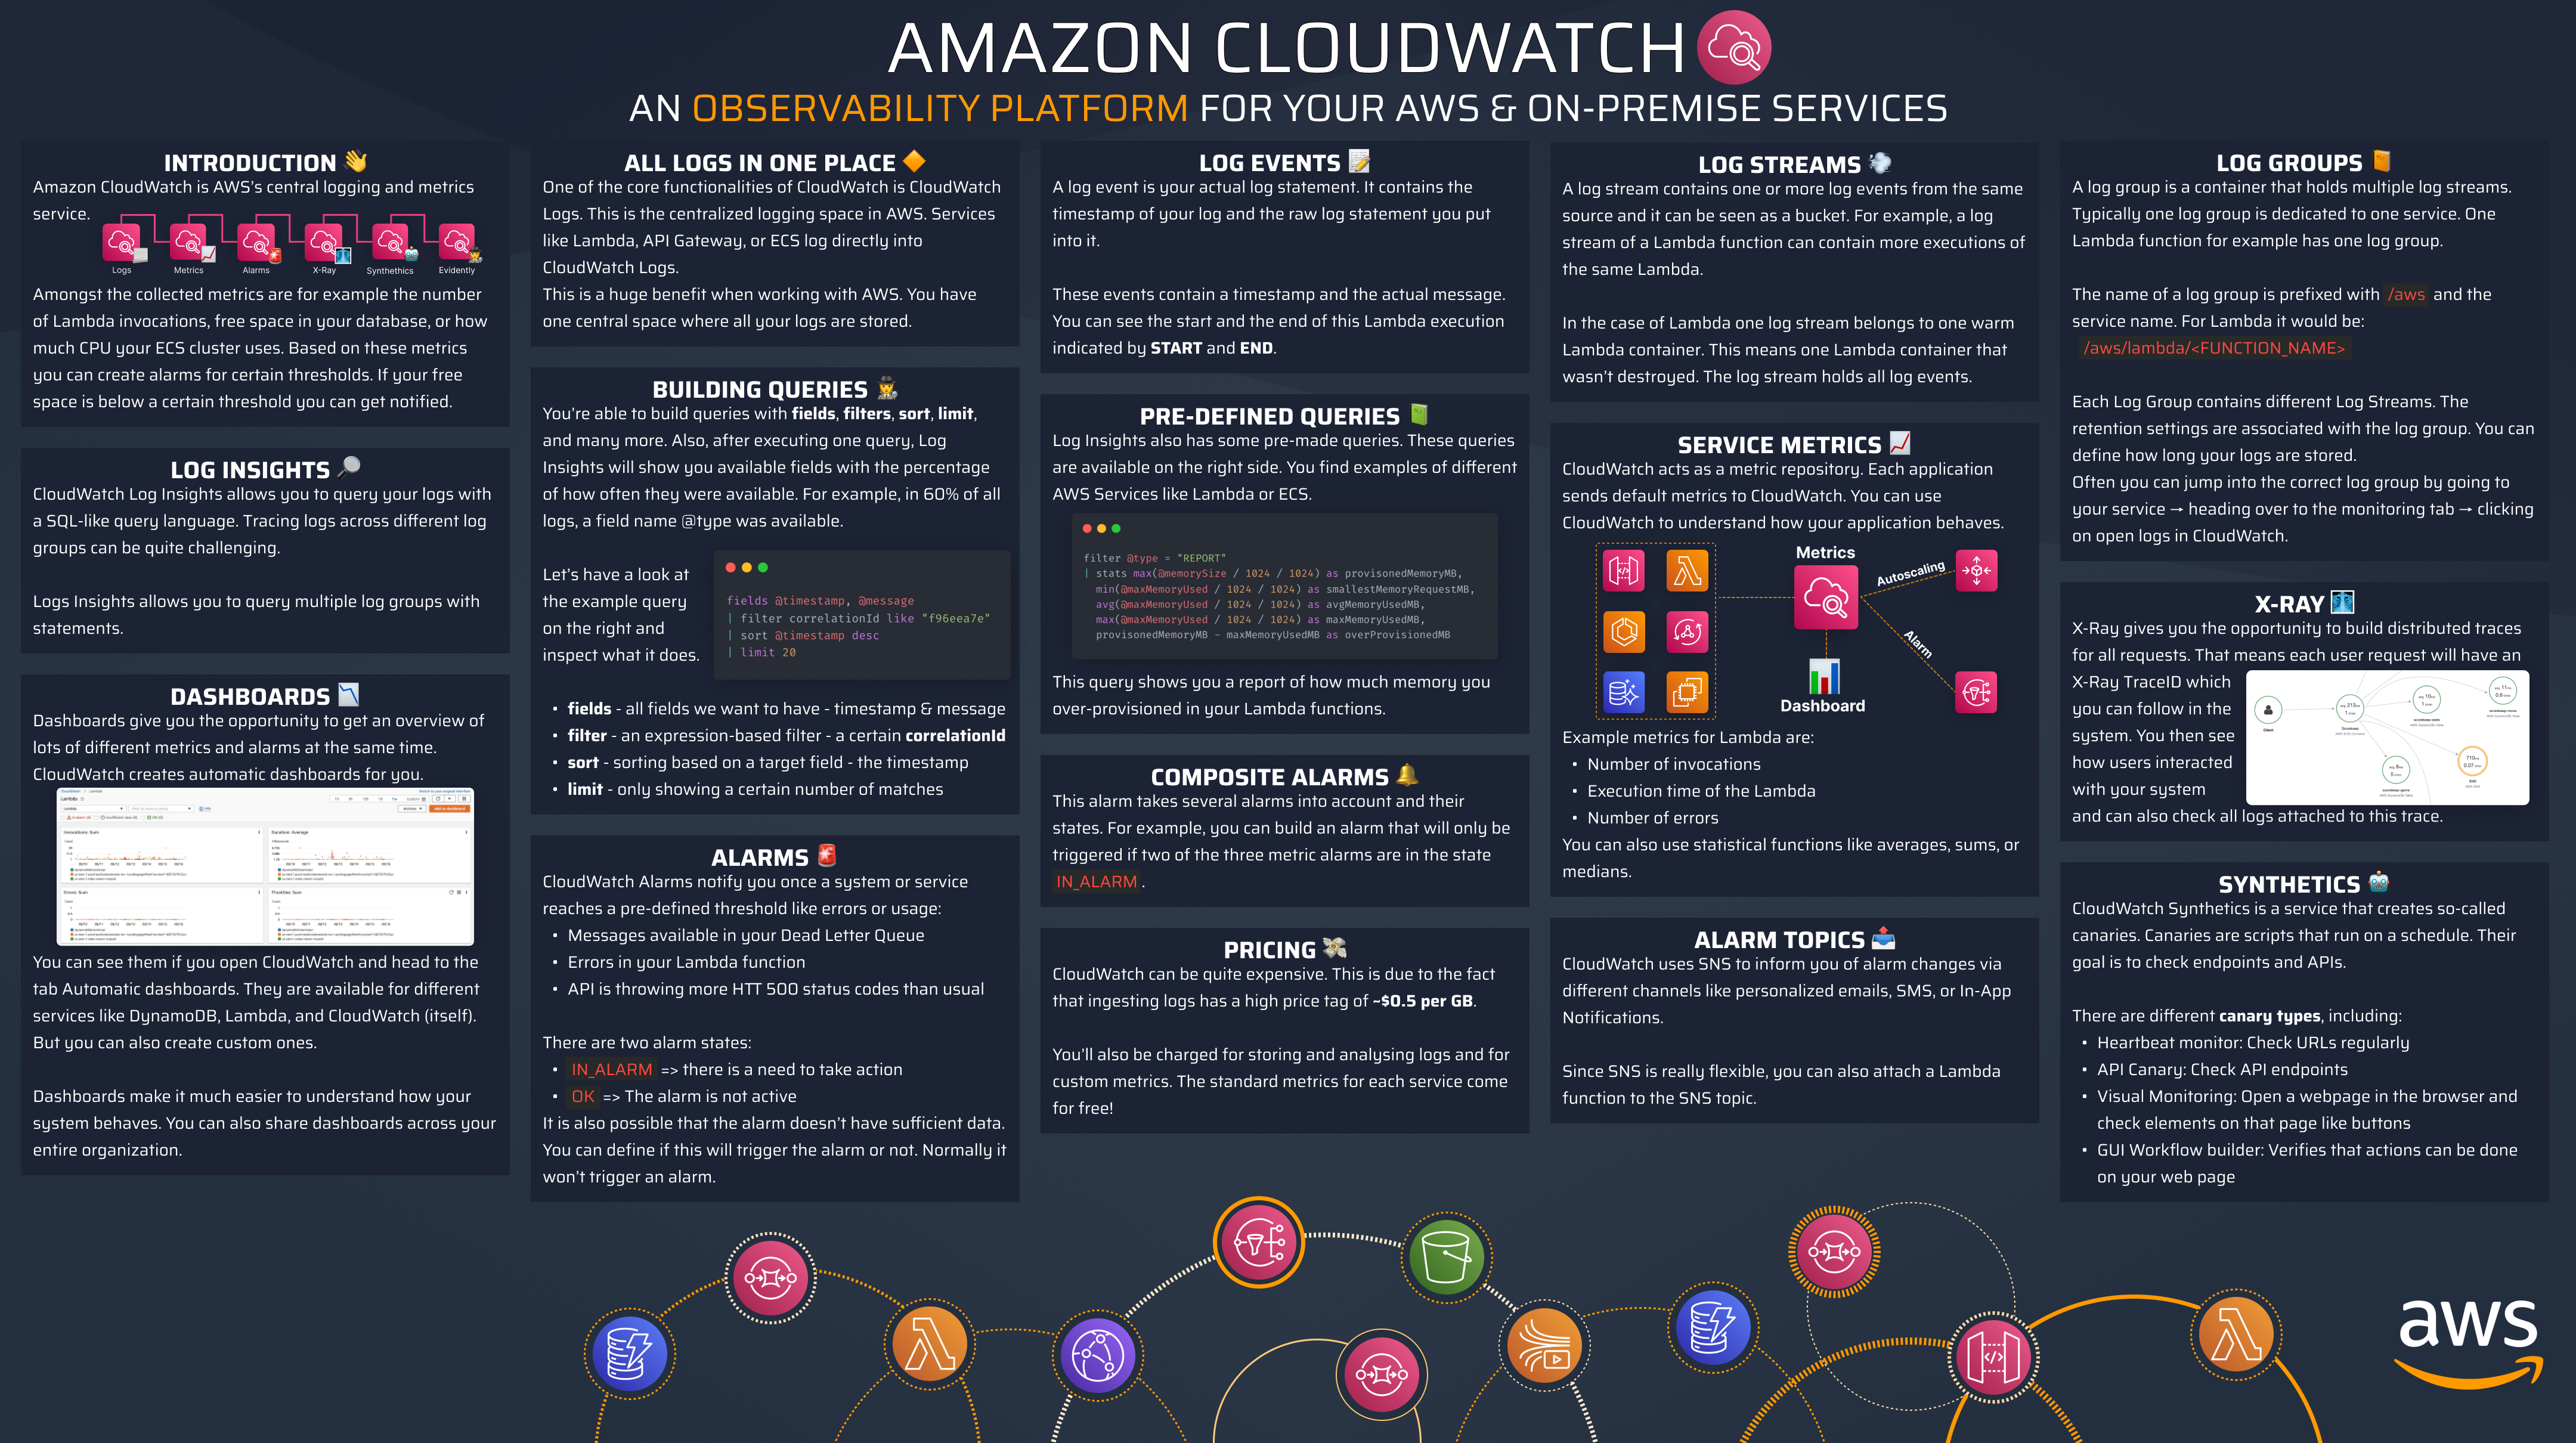 AMAZON CLOUDWATCH
AN OBSERVABILITY PLATFORM FOR YOUR AWS & ON-PREMISE SERVICES
INTRODUCTION
Amazon CloudWatch is AWS's central logging and metrics
service.
Logs
Metrics
Alarms
X-Ray
Synthethics
Evidently
Amongst the collected metrics are for example the number
of Lambda invocations, free space in your database, or how
much CPU your ECS cluster uses. Based on these metrics
you can create alarms for certain thresholds. If your free
space is below a certain threshold you can get notified.
LOG INSIGHTS
CloudWatch Log Insights allows you to query your logs with
a SQL-like query language. Tracing logs across different log
groups can be quite challenging.
Logs Insights allows you to query multiple log groups with
statements.
DASHBOARDS
Dashboards give you the opportunity to get an overview of
lots of different metrics and alarms at the same time.
CloudWatch creates automatic dashboards for you.
You can see them if you open CloudWatch and head to the
tab Automatic dashboards. They are available for different
services like DynamoDB, Lambda, and CloudWatch (itself).
But you can also create custom ones.
Dashboards make it much easier to understand how your
system behaves. You can also share dashboards across your
entire organization.
ALL LOGS IN ONE PLACE
One of the core functionalities of CloudWatch is CloudWatch
Logs. This is the centralized logging space in AWS. Services
like Lambda, API Gateway, or ECS log directly into
CloudWatch Logs.
This is a huge benefit when working with AWS. You have
one central space where all your logs are stored.
BUILDING QUERIES
You're able to build queries with fields, filters, sort, limit,
and many more. Also, after executing one query, Log
Insights will show you available fields with the percentage
of how often they were available. For example, in 60% of all
logs, a field name @type was available.
Let's have a look at
the example query
on the right and
inspect what it does.
fields @timestamp, @message
| filter correlationId like "f96eea7e"
| sort @timestamp desc
| limit 20
• fields - all fields we want to have - timestamp & message
• filter - an expression-based filter - a certain correlationId
• sort - sorting based on a target field - the timestamp
• limit - only showing a certain number of matches
ALARMS
CloudWatch Alarms notify you once a system or service
reaches a pre-defined threshold like errors or usage:
• Messages available in your Dead Letter Queue
• Errors in your Lambda function
• API is throwing more HTT 500 status codes than usual
There are two alarm states:
• IN_ALARM => there is a need to take action
• OK => The alarm is not active
It is also possible that the alarm doesn't have sufficient data.
You can define if this will trigger the alarm or not. Normally it
won't trigger an alarm.
LOG EVENTS
A log event is your actual log statement. It contains the
timestamp of your log and the raw log statement you put
into it.
These events contain a timestamp and the actual message.
You can see the start and the end of this Lambda execution
indicated by START and END.
PRE-DEFINED QUERIES
Log Insights also has some pre-made queries. These queries
are available on the right side. You find examples of different
AWS Services like Lambda or ECS.
filter @type = "REPORT"
| stats max(@memorySize / 1024 / 1024) as provisonedMemoryMB,
min(@maxMemoryUsed / 1024 / 1024) as smallestMemoryRequestMB,
avg(@maxMemoryUsed / 1024 / 1024) as avgMemoryUsedMB,
max(@maxMemoryUsed / 1024 / 1024) as maxMemoryUsedMB,
provisonedMemoryMB - maxMemoryUsedMB as overProvisionedMB
This query shows you a report of how much memory you
over-provisioned in your Lambda functions.
COMPOSITE ALARMS
This alarm takes several alarms into account and their
states. For example, you can build an alarm that will only be
triggered if two of the three metric alarms are in the state
IN_ALARM.
PRICING
CloudWatch can be quite expensive. This is due to the fact
that ingesting logs has a high price tag of ~$0.5 per GB.
You'll also be charged for storing and analysing logs and for
custom metrics. The standard metrics for each service come
for free!
LOG STREAMS
A log stream contains one or more log events from the same
source and it can be seen as a bucket. For example, a log
stream of a Lambda function can contain more executions of
the same Lambda.
In the case of Lambda one log stream belongs to one warm
Lambda container. This means one Lambda container that
wasn't destroyed. The log stream holds all log events.
SERVICE METRICS
CloudWatch acts as a metric repository. Each application
sends default metrics to CloudWatch. You can use
CloudWatch to understand how your application behaves.
Metrics
Autoscaling
Alarm
Dashboard
Example metrics for Lambda are:
• Number of invocations
• Execution time of the Lambda
• Number of errors
You can also use statistical functions like averages, sums, or
medians.
ALARM TOPICS
CloudWatch uses SNS to inform you of alarm changes via
different channels like personalized emails, SMS, or In-App
Notifications.
Since SNS is really flexible, you can also attach a Lambda
function to the SNS topic.
LOG GROUPS
A log group is a container that holds multiple log streams.
Typically one log group is dedicated to one service. One
Lambda function for example has one log group.
The name of a log group is prefixed with /aws and the
service name. For Lambda it would be:
/aws/lambda/<FUNCTION_NAME>
Each Log Group contains different Log Streams. The
retention settings are associated with the log group. You can
define how long your logs are stored.
Often you can jump into the correct log group by going to
your service → heading over to the monitoring tab → clicking
on open logs in CloudWatch.
X-RAY
X-Ray gives you the opportunity to build distributed traces
for all requests. That means each user request will have an
X-Ray TraceID which
you can follow in the
system. You then see
how users interacted
with your system
and can also check all logs attached to this trace.
SYNTHETICS
CloudWatch Synthetics is a service that creates so-called
canaries. Canaries are scripts that run on a schedule. Their
goal is to check endpoints and APIs.
There are different canary types, including:
• Heartbeat monitor: Check URLs regularly
• API Canary: Check API endpoints
• Visual Monitoring: Open a webpage in the browser and
check elements on that page like buttons
• GUI Workflow builder: Verifies that actions can be done
on your web page
aws